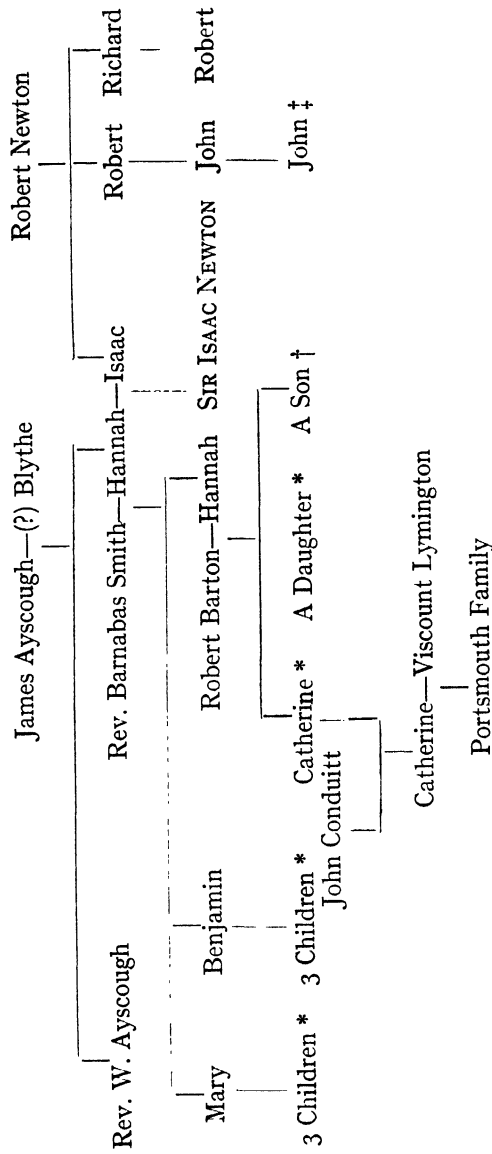 James Ayscough—(?) Blythe Robert Newton
Rev. W. Ayscough Rev. Barnabas Smith—Hannah—Isaac Robert Richard
Mary Benjamin Robert Barton—Hannah SIR ISAAC NEWTON John Robert
3 Children * 3 Children * Catherine * A Daughter * A Son † John ‡
John Conduitt
Catherine—Viscount Lymington
Portsmouth Family